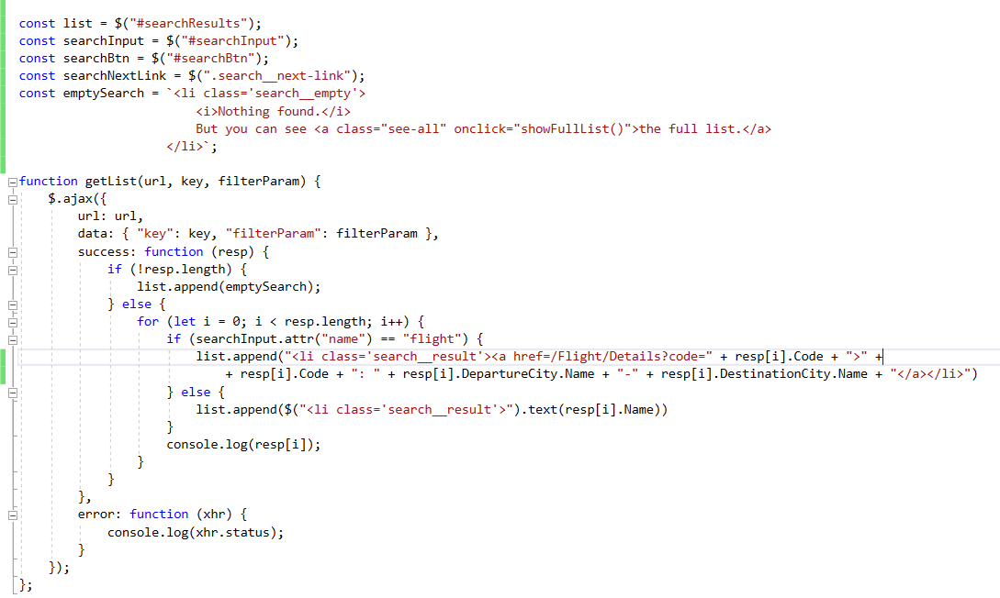 const list = $("#searchResults");
const searchInput = $("#searchInput");
const searchBtn = $("#searchBtn");
const searchNextLink = $(".search__next-link");
const emptySearch = `<li class='search__empty'>
                        <i>Nothing found.</i>
                        But you can see <a class="see-all" onclick="showFullList()">the full list.</a>
                    </li>`;
function getList(url, key, filterParam) {
    $.ajax({
        url: url,
        data: { "key": key, "filterParam": filterParam },
        success: function (resp) {
            if (!resp.length) {
                list.append(emptySearch);
            } else {
                for (let i = 0; i < resp.length; i++) {
                    if (searchInput.attr("name") == "flight") {
                        list.append("<li class='search__result'><a href=/Flight/Details?code=" + resp[i].Code + ">" +
                            + resp[i].Code + ": " + resp[i].DepartureCity.Name + "-" + resp[i].DestinationCity.Name + "</a></li>")
                    } else {
                        list.append($("<li class='search__result'>").text(resp[i].Name))
                    }
                    console.log(resp[i]);
                }
            }
        },
        error: function (xhr) {
            console.log(xhr.status);
        }
    });
};